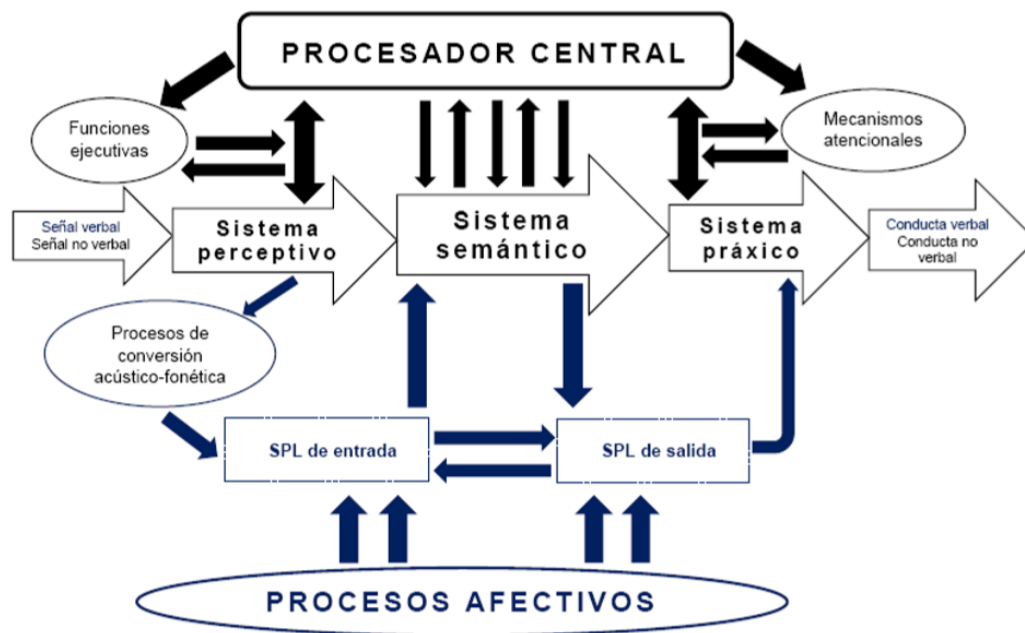 PROCESADOR CENTRAL
Funciones
ejecutivas
Mecanismos
atencionales
Señal verbal
Señal no verbal
Sistema
perceptivo
Sistema
semántico
Sistema
práxico
Conducta verbal
Conducta no
verbal
Procesos de
conversión
acústico-fonética
SPL de entrada
SPL de salida
PROCESOS AFECTIVOS